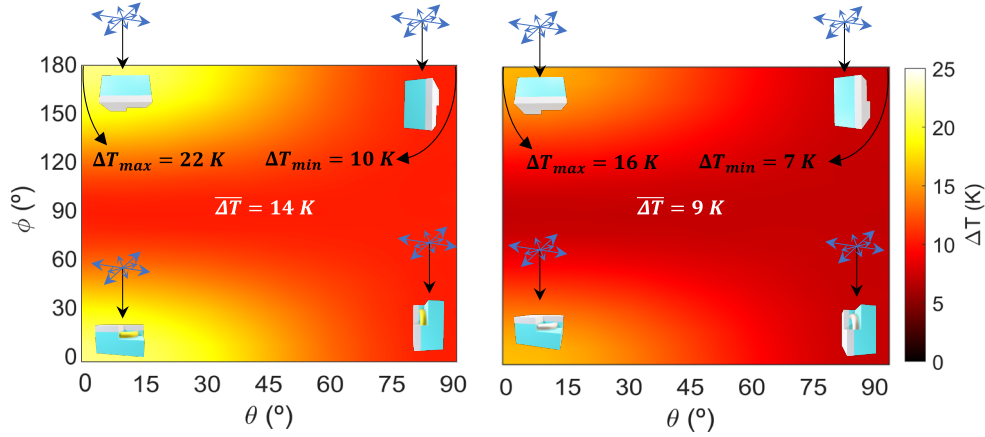 180
150
120
90
60
30
0
ϕ (º)
ΔT_max = 22 K
ΔT_min = 10 K
\overline{ΔT} = 14 K
0 15 30 45 60 75 90
θ (º)
ΔT_max = 16 K
ΔT_min = 7 K
\overline{ΔT} = 9 K
0 15 30 45 60 75 90
θ (º)
25
20
15
10
5
0
ΔT (K)